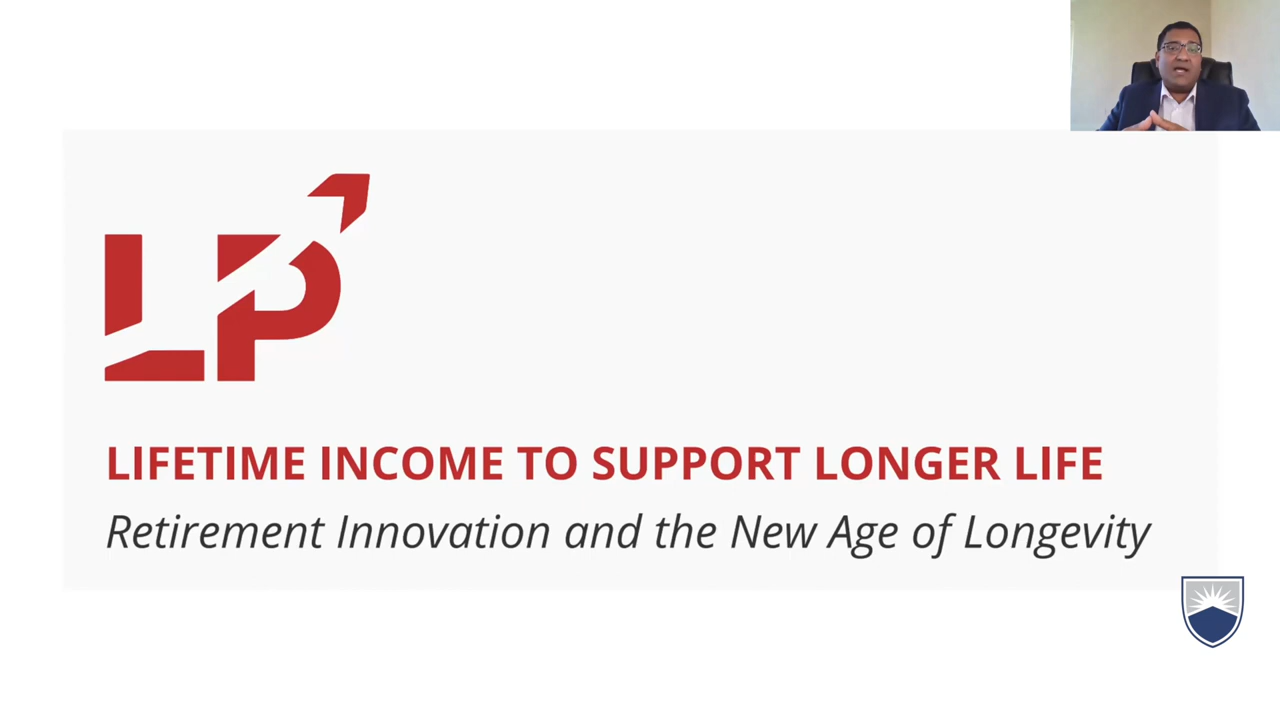 LP
LIFETIME INCOME TO SUPPORT LONGER LIFE
Retirement Innovation and the New Age of Longevity